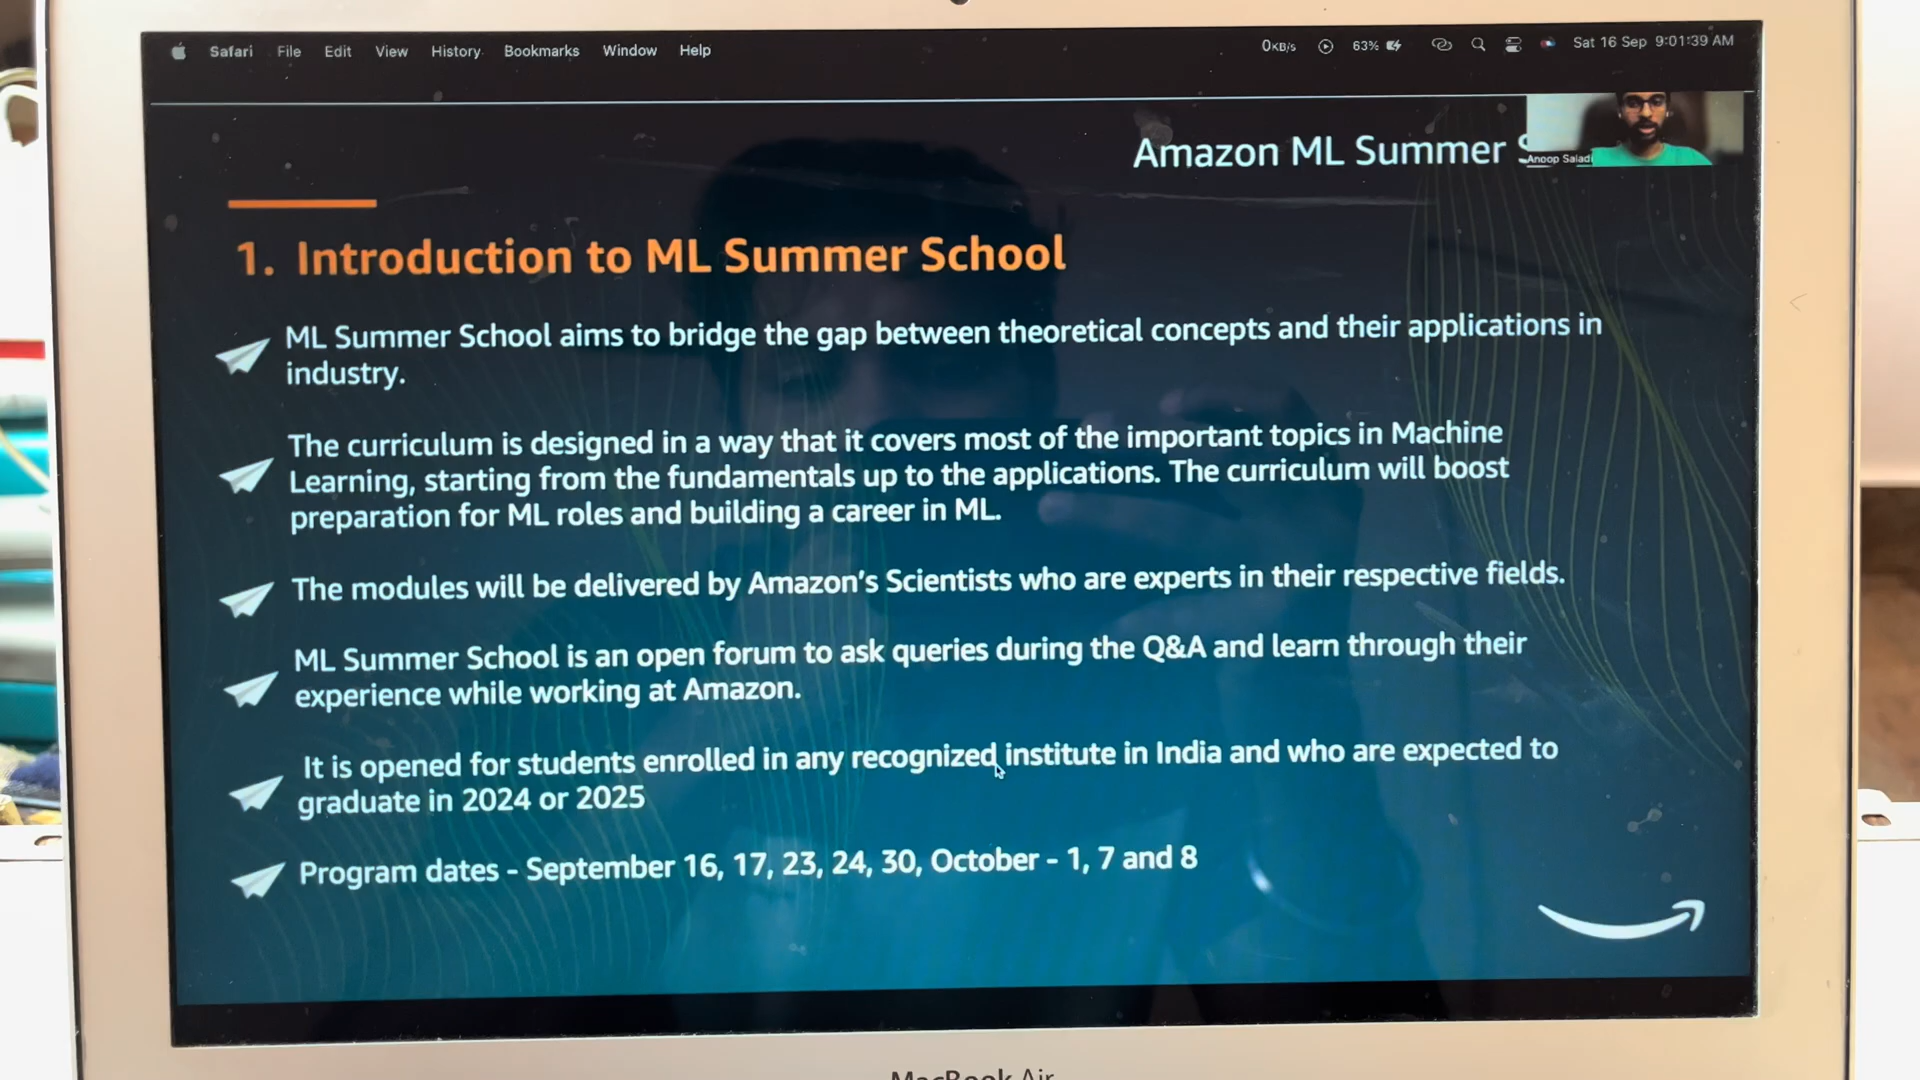 Safari File Edit View History Bookmarks Window Help
0KB/s 63% Sat 16 Sep 9:01:39 AM
Amazon ML Summer S
Anoop Saladi
1. Introduction to ML Summer School
ML Summer School aims to bridge the gap between theoretical concepts and their applications in
industry.
The curriculum is designed in a way that it covers most of the important topics in Machine
Learning, starting from the fundamentals up to the applications. The curriculum will boost
preparation for ML roles and building a career in ML.
The modules will be delivered by Amazon's Scientists who are experts in their respective fields.
ML Summer School is an open forum to ask queries during the Q&A and learn through their
experience while working at Amazon.
It is opened for students enrolled in any recognized institute in India and who are expected to
graduate in 2024 or 2025
Program dates - September 16, 17, 23, 24, 30, October - 1, 7 and 8
MacBook Air